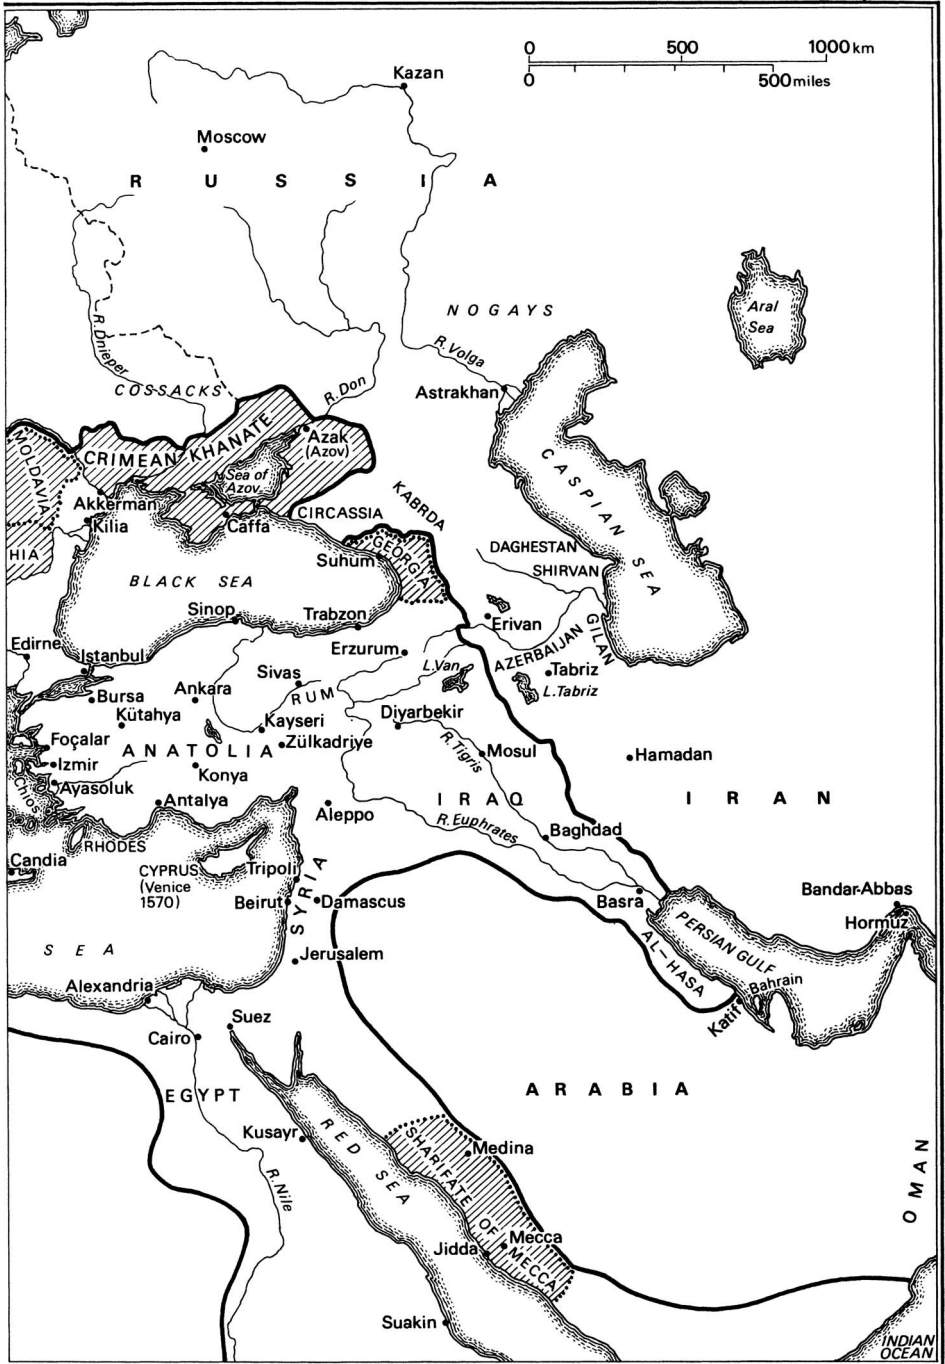 0 500 1000 km
0 500 miles
Kazan
Moscow
R U S S I A
NOGAYS
Aral
Sea
R. Dnieper
R. Volga
COSSACKS
R. Don
Astrakhan
MOLDAVIA
CRIMEAN KHANATE
Azak
(Azov)
Sea of
Azov
CASPIAN SEA
Akkerman
Kilia
Caffa
CIRCASSIA
KABRDA
HIA
GEORGIA
Suhum
DAGHESTAN
SHIRVAN
BLACK SEA
Sinop
Trabzon
Erivan
Edirne
Istanbul
Erzurum
AZERBAIJAN
GILAN
L. Van
Tabriz
L. Tabriz
Sivas
RUM
Bursa
Ankara
Kütahya
Kayseri
Diyarbekir
Foçalar
ANATOLIA
Zülkadriye
R. Tigris
Mosul
Hamadan
Izmir
Konya
Chios
Ayasoluk
Antalya
Aleppo
I R A Q
I R A N
R. Euphrates
Baghdad
RHODES
Candia
CYPRUS
(Venice
1570)
Tripoli
SYRIA
Beirut
Damascus
Basra
Bandar-Abbas
Hormuz
PERSIAN GULF
S E A
Jerusalem
AL-HASA
Alexandria
Bahrain
Katif
Suez
Cairo
EGYPT
A R A B I A
Kusayr
RED SEA
SHARIFATE OF MECCA
Medina
R. Nile
OMAN
Mecca
Jidda
Suakin
INDIAN
OCEAN